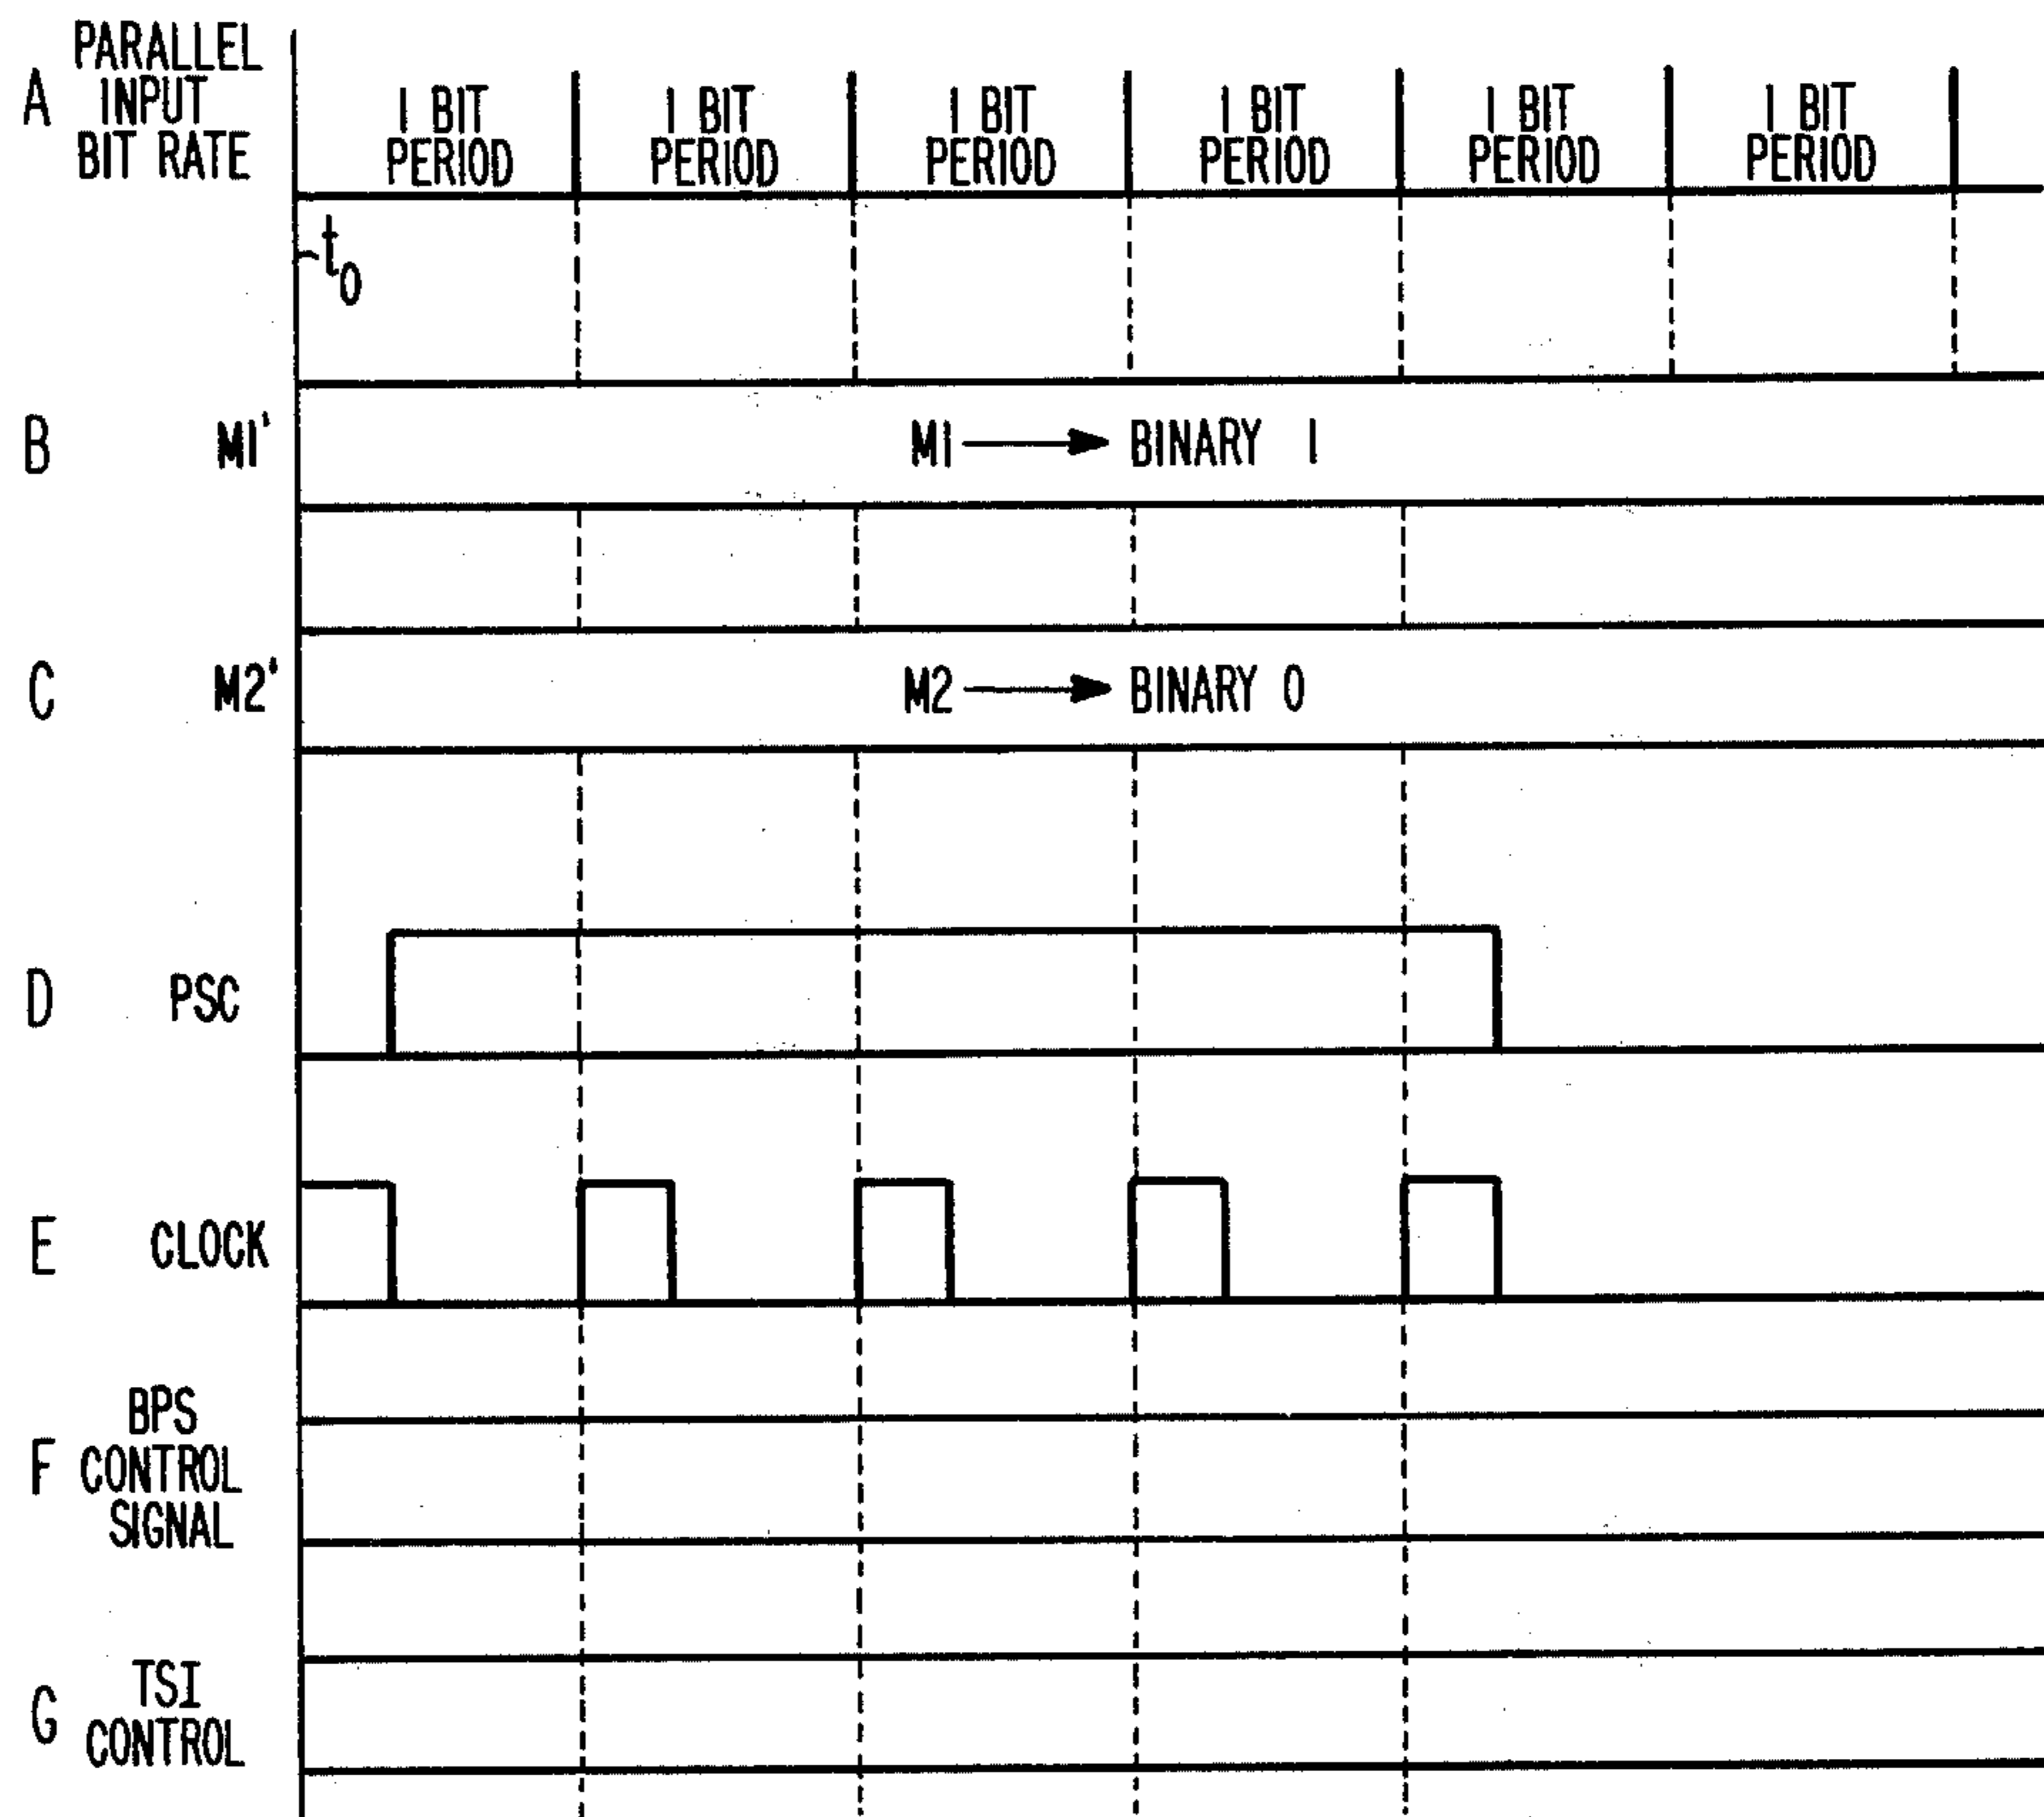 A PARALLEL INPUT BIT RATE
1 BIT PERIOD
1 BIT PERIOD
1 BIT PERIOD
1 BIT PERIOD
1 BIT PERIOD
1 BIT PERIOD
t0
B M1' M1 → BINARY 1
C M2' M2 → BINARY 0
D PSC
E CLOCK
F BPS CONTROL SIGNAL
G TSI CONTROL